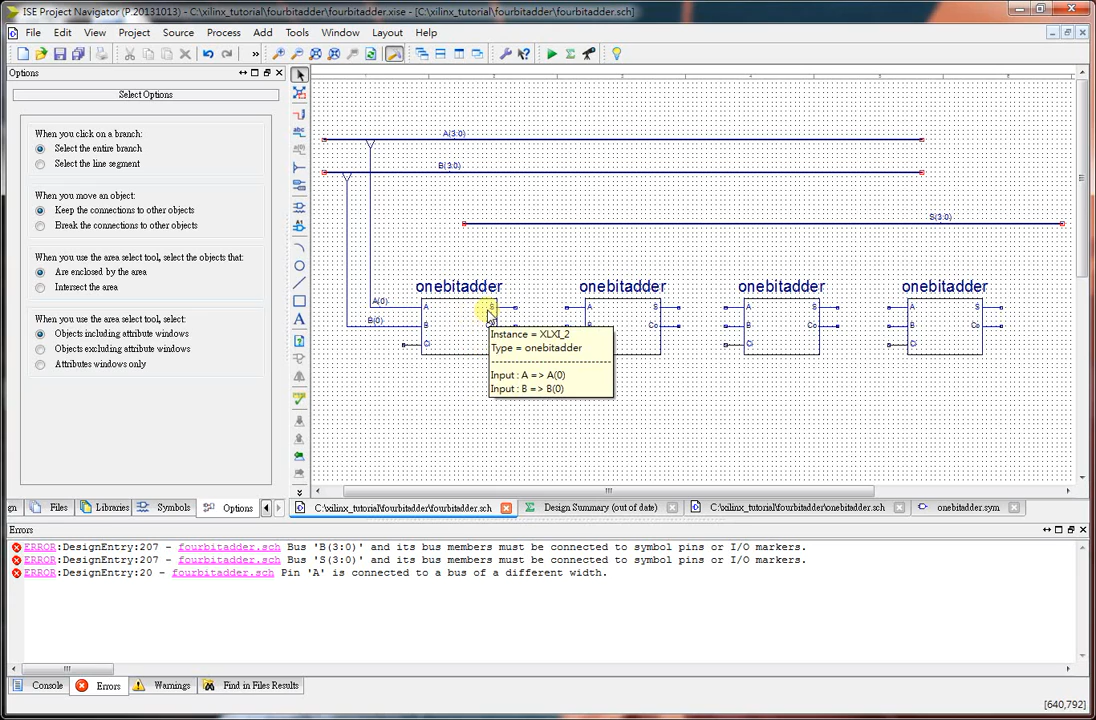 ISE Project Navigator (P.20131013) - C:\xilinx_tutorial\fourbitadder\fourbitadder.xise - [C:\xilinx_tutorial\fourbitadder\fourbitadder.sch]
File Edit View Project Source Process Add Tools Window Layout Help
»
Options
Select Options
When you click on a branch:
Select the entire branch
Select the line segment
When you move an object:
Keep the connections to other objects
Break the connections to other objects
When you use the area select tool, select the objects that:
Are enclosed by the area
Intersect the area
When you use the area select tool, select:
Objects including attribute windows
Objects excluding attribute windows
Attributes windows only
A(3:0)
B(3:0)
S(3:0)
onebitadder onebitadder onebitadder onebitadder
A(0) A S A S A S A S
B(0) B B Co B Co B Co
Ci Ci Ci Ci
Instance = XLXI_2
Type = onebitadder
Input : A => A(0)
Input : B => B(0)
gn Files Libraries Symbols Options
C:\xilinx_tutorial\fourbitadder\fourbitadder.sch Design Summary (out of date) C:\xilinx_tutorial\fourbitadder\onebitadder.sch onebitadder.sym
Errors
ERROR:DesignEntry:207 - fourbitadder.sch Bus 'B(3:0)' and its bus members must be connected to symbol pins or I/O markers.
ERROR:DesignEntry:207 - fourbitadder.sch Bus 'S(3:0)' and its bus members must be connected to symbol pins or I/O markers.
ERROR:DesignEntry:20 - fourbitadder.sch Pin 'A' is connected to a bus of a different width.
Console Errors Warnings Find in Files Results
[640,792]